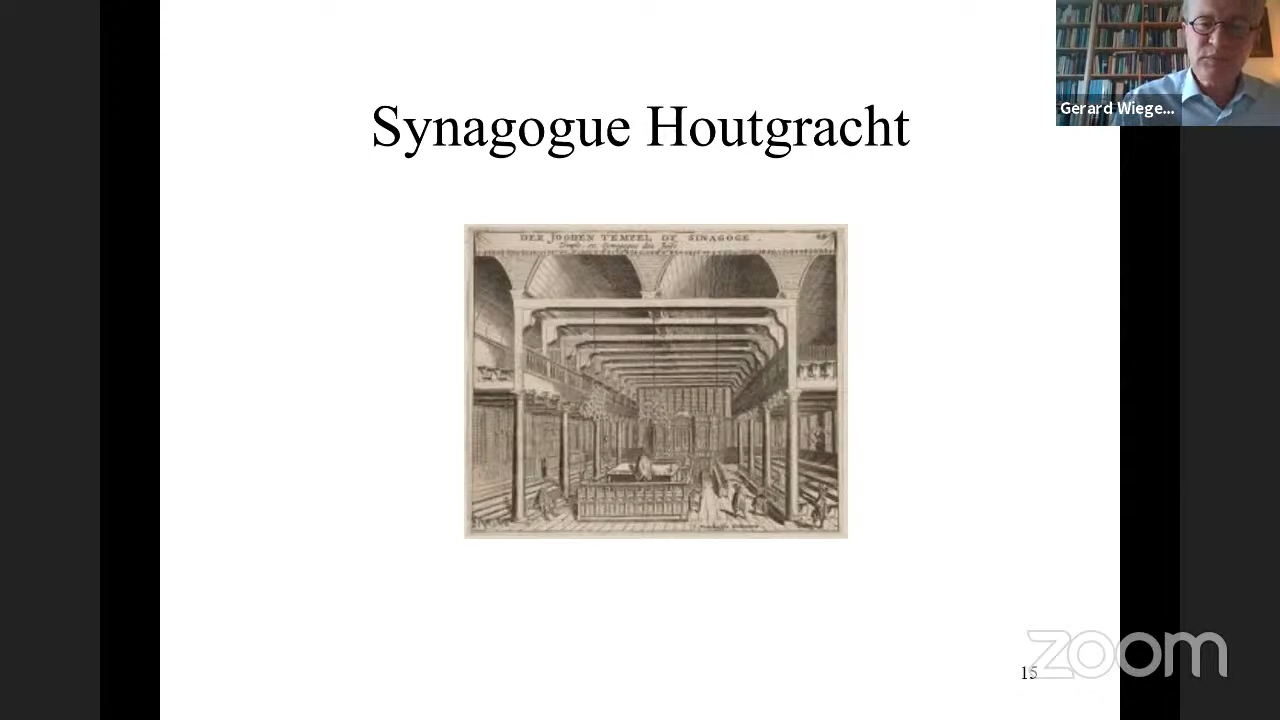 Synagogue Houtgracht
Gerard Wiege...
DER JOODEN TEMPEL OF SINAGOGE.
15
zoom